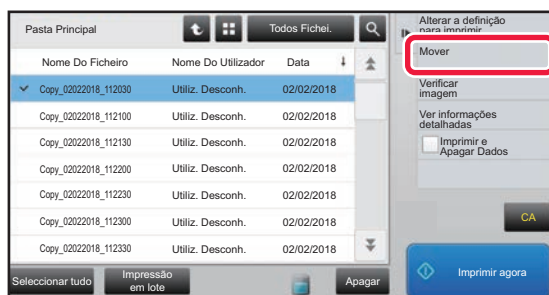 Pasta Principal
Todos Fichei.
Nome Do Ficheiro Nome Do Utilizador Data
Copy_02022018_112030 Utiliz. Desconh. 02/02/2018
Copy_02022018_112100 Utiliz. Desconh. 02/02/2018
Copy_02022018_112130 Utiliz. Desconh. 02/02/2018
Copy_02022018_112200 Utiliz. Desconh. 02/02/2018
Copy_02022018_112230 Utiliz. Desconh. 02/02/2018
Copy_02022018_112300 Utiliz. Desconh. 02/02/2018
Copy_02022018_112330 Utiliz. Desconh. 02/02/2018
Seleccionar tudo
Impressão
em lote
Apagar
Alterar a definição
para imprimir
Mover
Verificar
imagem
Ver informações
detalhadas
Imprimir e
Apagar Dados
CA
Imprimir agora